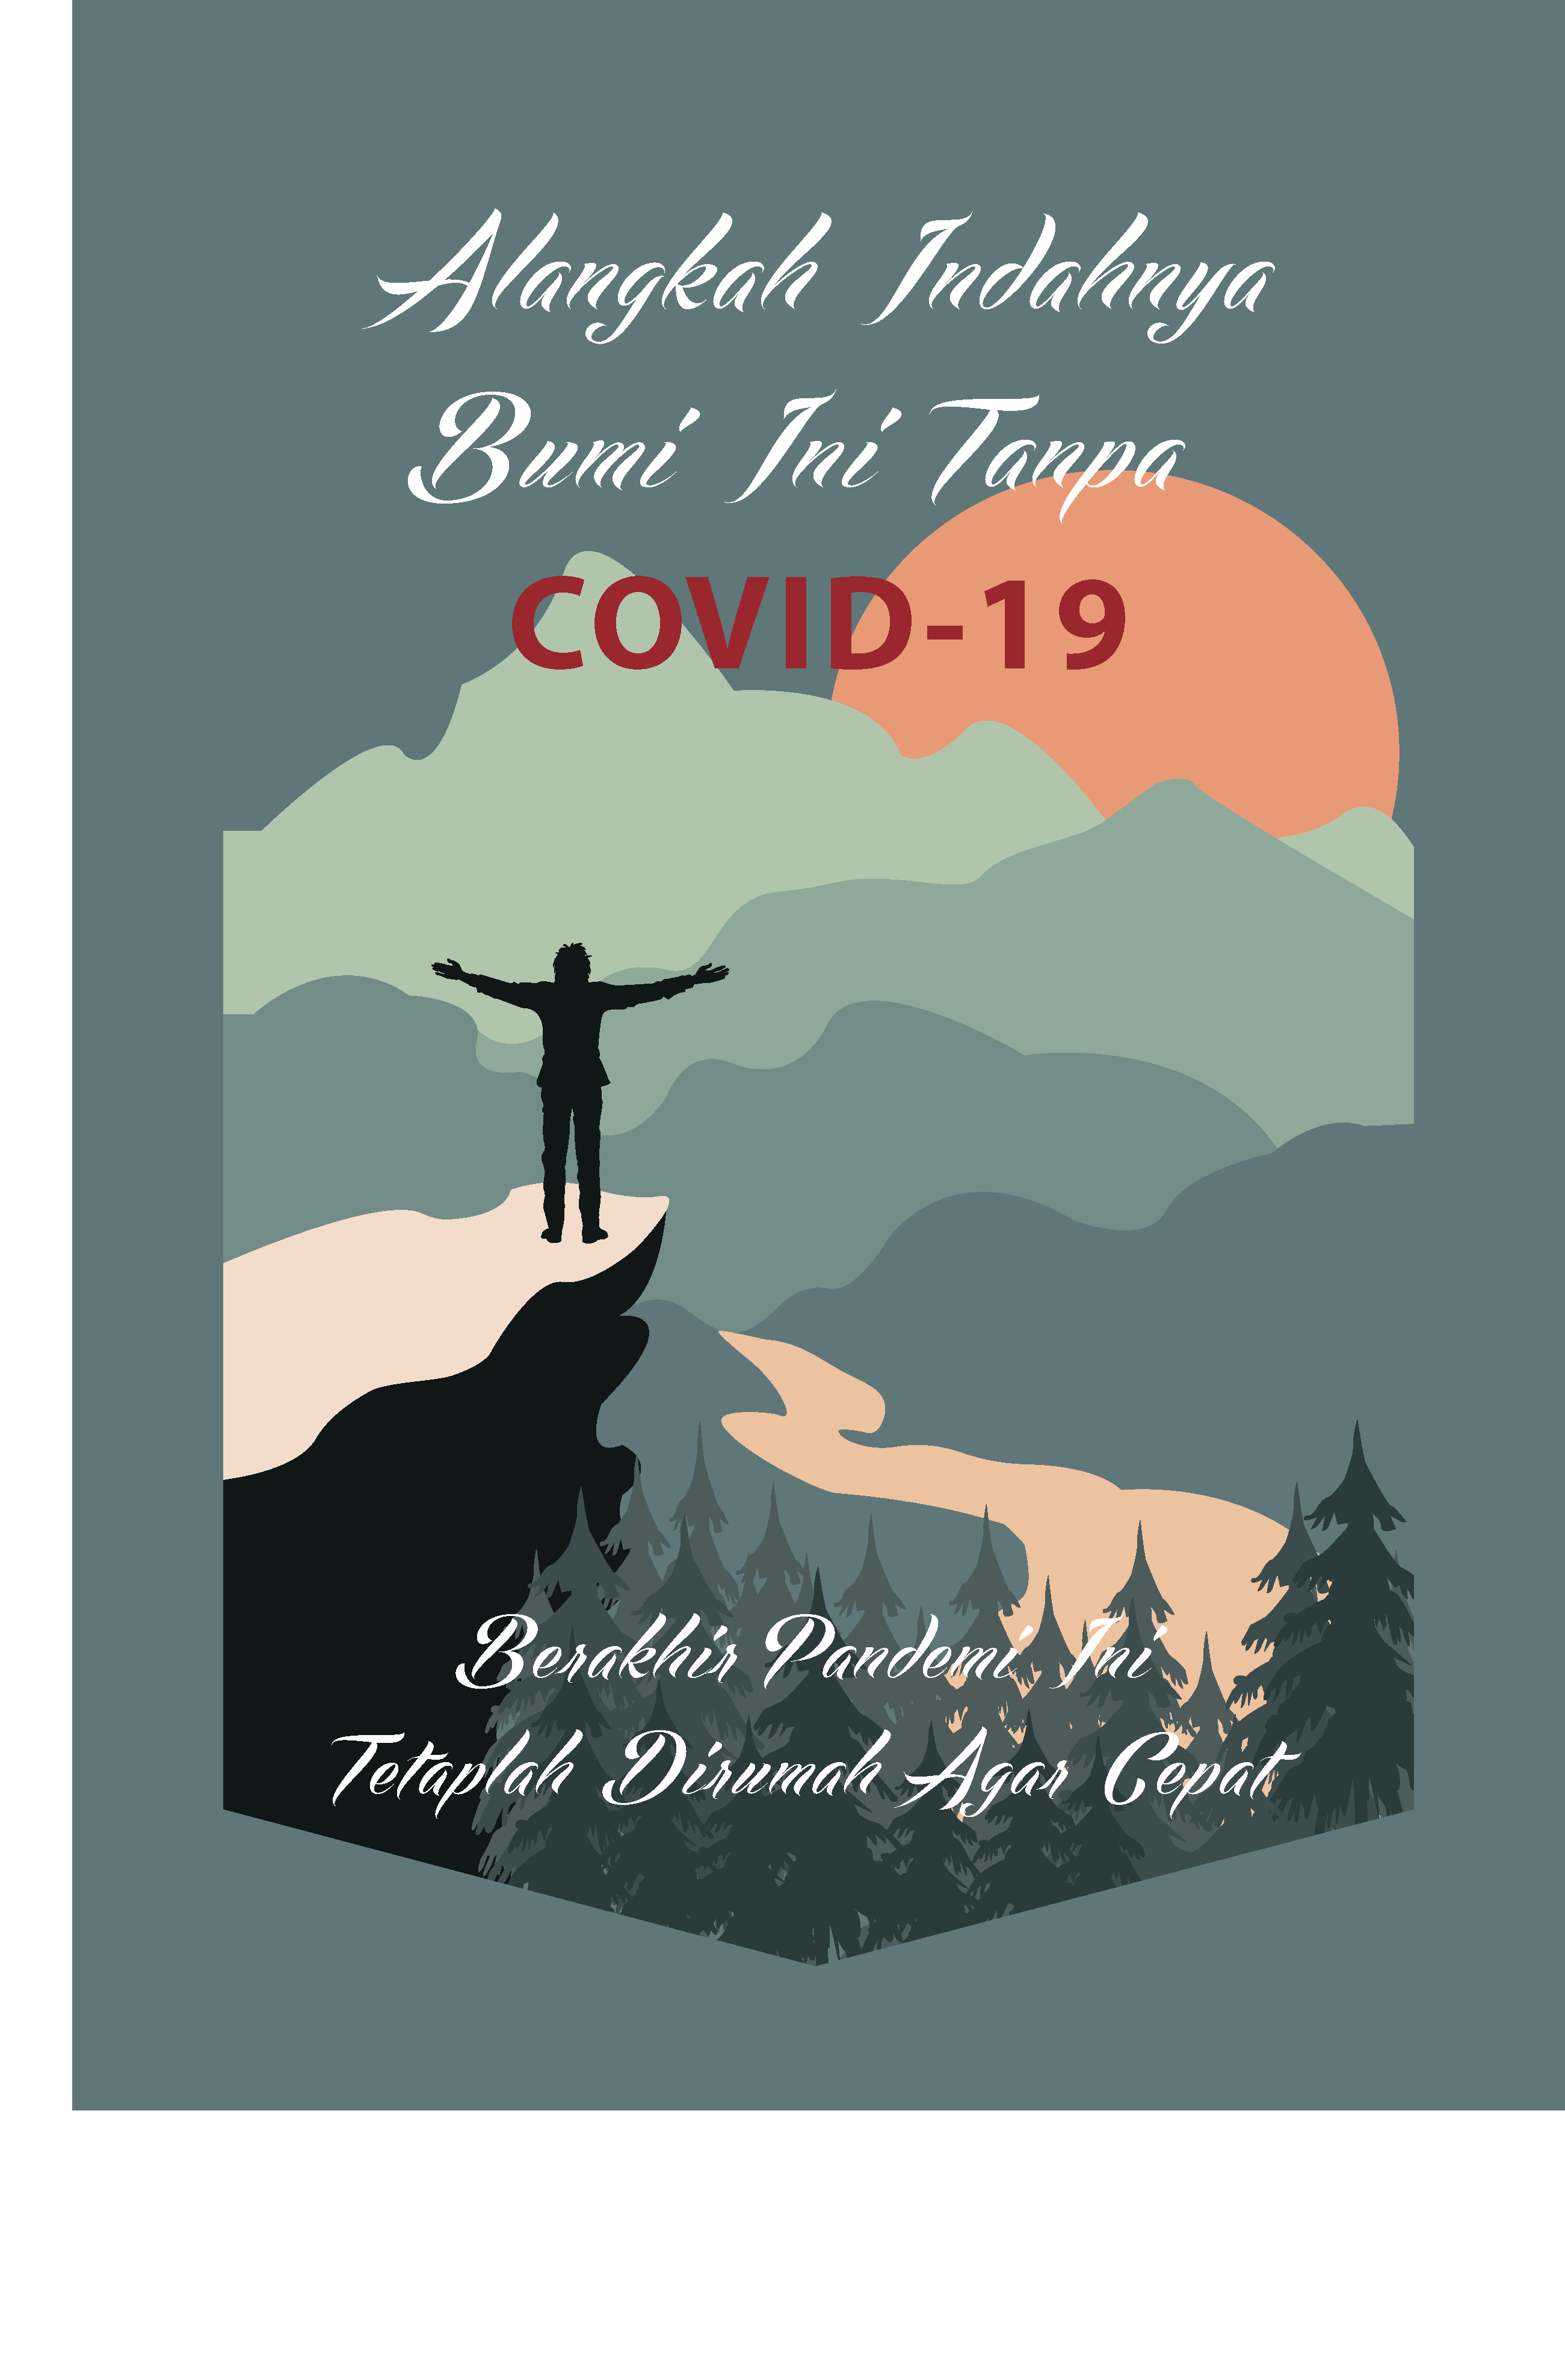 Alangkah Indahnya
Bumi Ini Tanpa
COVID-19
Berakhir Pandemi Ini
Tetaplah Dirumah Agar Cepat